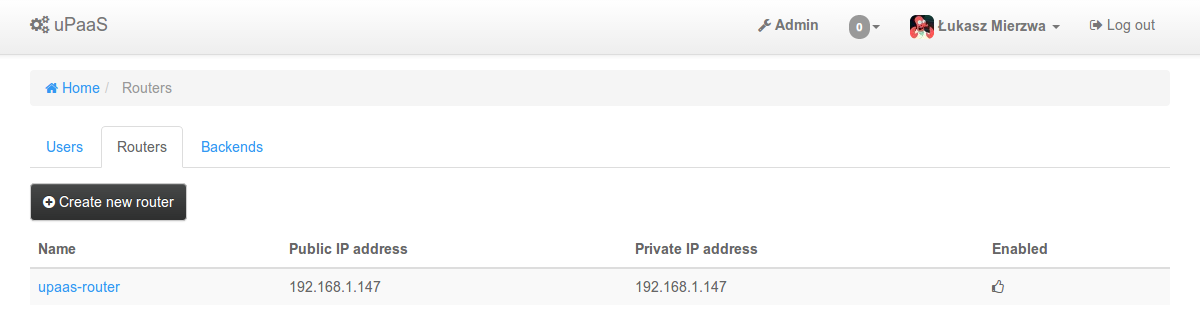 uPaaS Admin 0 Łukasz Mierzwa Log out
Home / Routers
Users Routers Backends
Create new router
Name Public IP address Private IP address Enabled
upaas-router 192.168.1.147 192.168.1.147